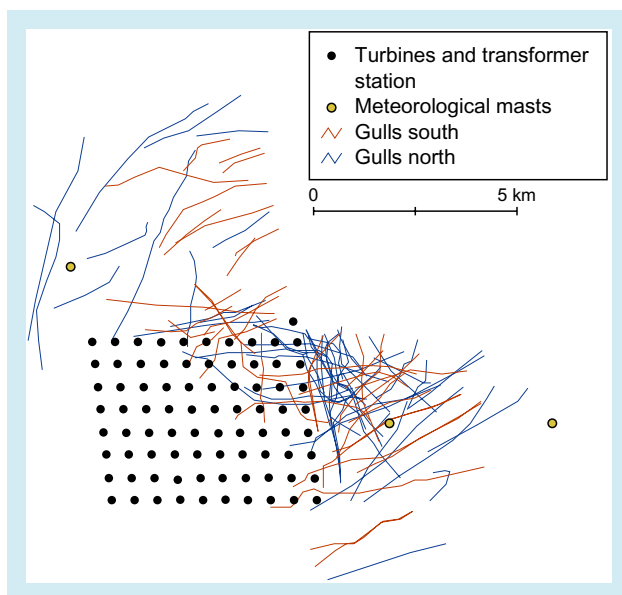 Turbines and transformer
station
Meteorological masts
Gulls south
Gulls north
0 5 km